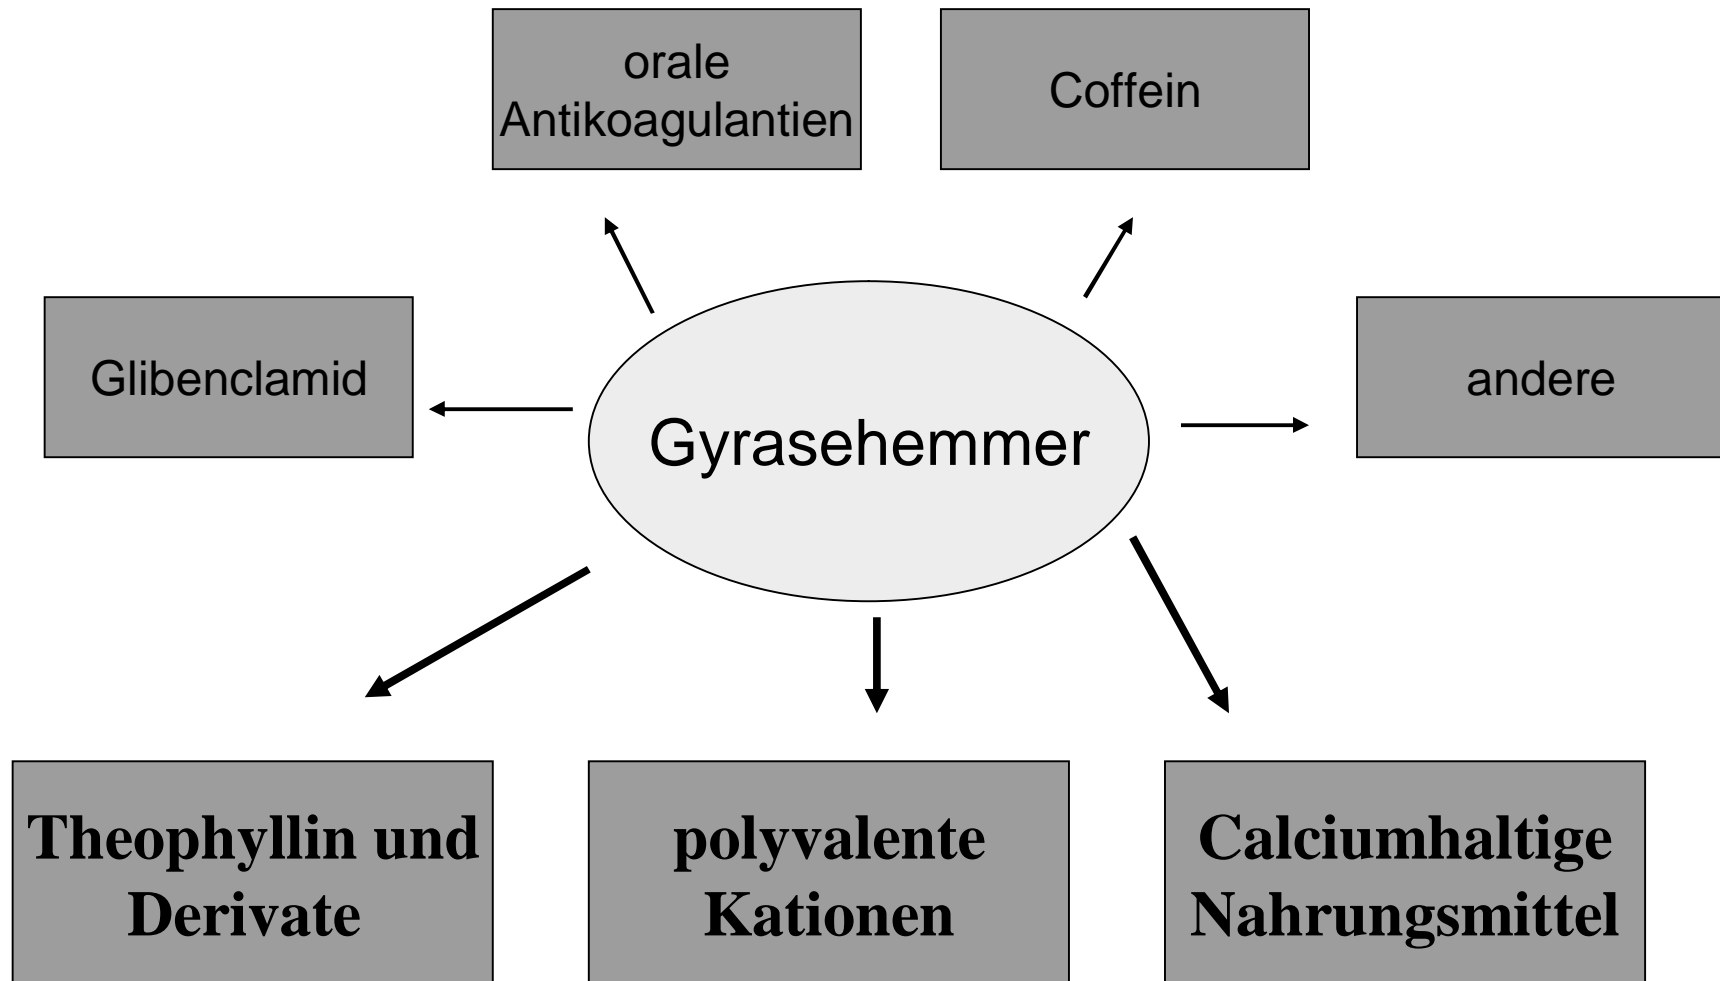 orale
Antikoagulantien
Coffein
Glibenclamid
andere
Gyrasehemmer
Theophyllin und
Derivate
polyvalente
Kationen
Calciumhaltige
Nahrungsmittel